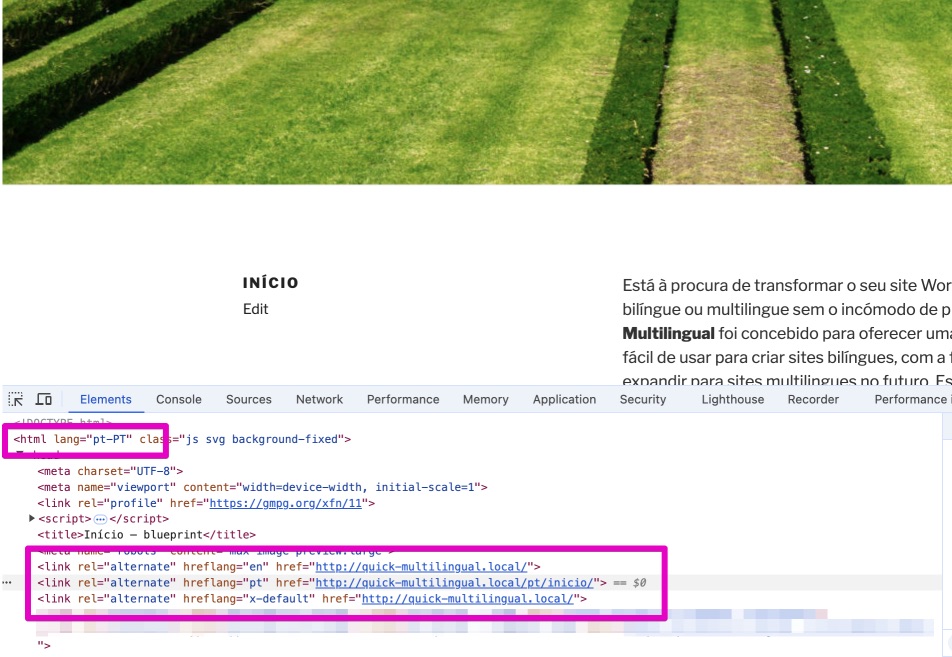 INÍCIO
Edit
Está à procura de transformar o seu site Wor
bilíngue ou multilingue sem o incómodo de p
Multilingual foi concebido para oferecer uma
fácil de usar para criar sites bilíngues, com a f
expandir para sites multilingues no futuro. Es
Elements Console Sources Network Performance Memory Application Security Lighthouse Recorder Performance i
<!DOCTYPE html>
<html lang="pt-PT" class="js svg background-fixed">
▼ <head>
<meta charset="UTF-8">
<meta name="viewport" content="width=device-width, initial-scale=1">
<link rel="profile" href="https://gmpg.org/xfn/11">
▶ <script>⋯</script>
<title>Início – blueprint</title>
<meta name="robots" content="max-image-preview:large">
<link rel="alternate" hreflang="en" href="http://quick-multilingual.local/">
⋯ <link rel="alternate" hreflang="pt" href="http://quick-multilingual.local/pt/inicio/"> == $0
<link rel="alternate" hreflang="x-default" href="http://quick-multilingual.local/">
">